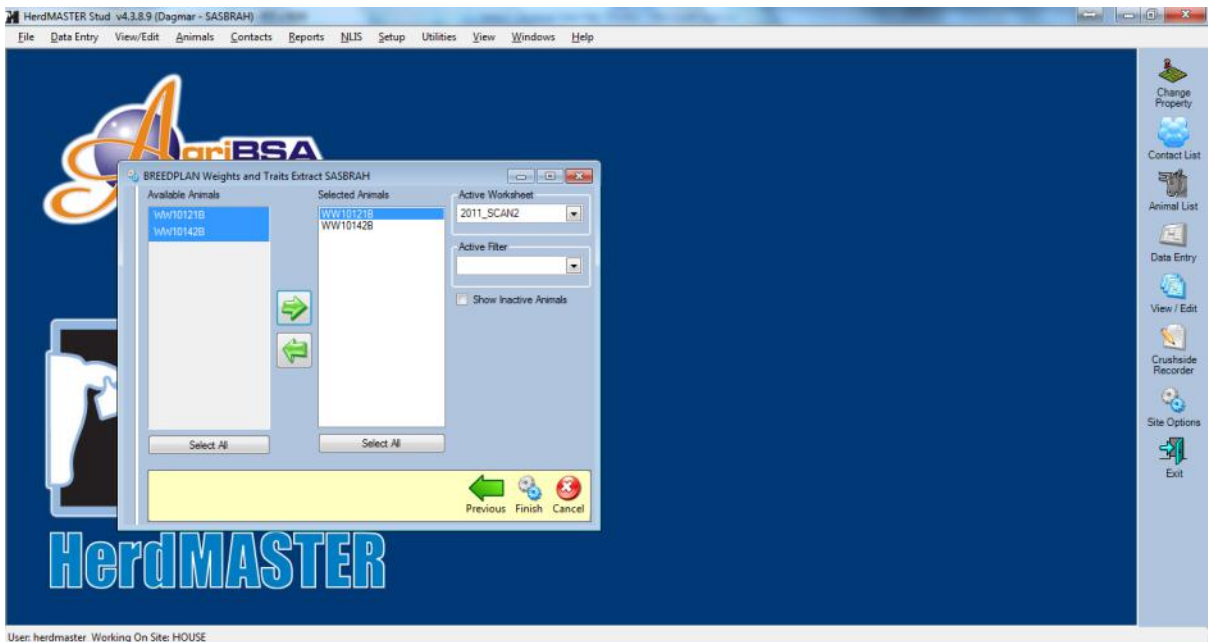 HerdMASTER Stud v4.3.8.9 (Dagmar - SASBRAH)
File Data Entry View/Edit Animals Contacts Reports NLIS Setup Utilities View Windows Help
AgriBSA
BREEDPLAN Weights and Traits Extract SASBRAH
Available Animals
WW10121B
WW10142B
Select All
Selected Animals
WW10121B
WW10142B
Select All
Active Worksheet
2011_SCAN2
Active Filter
Show Inactive Animals
Previous Finish Cancel
HerdMASTER
Change
Property
Contact List
Animal List
Data Entry
View / Edit
Crushside
Recorder
Site Options
Exit
User: herdmaster Working On Site: HOUSE